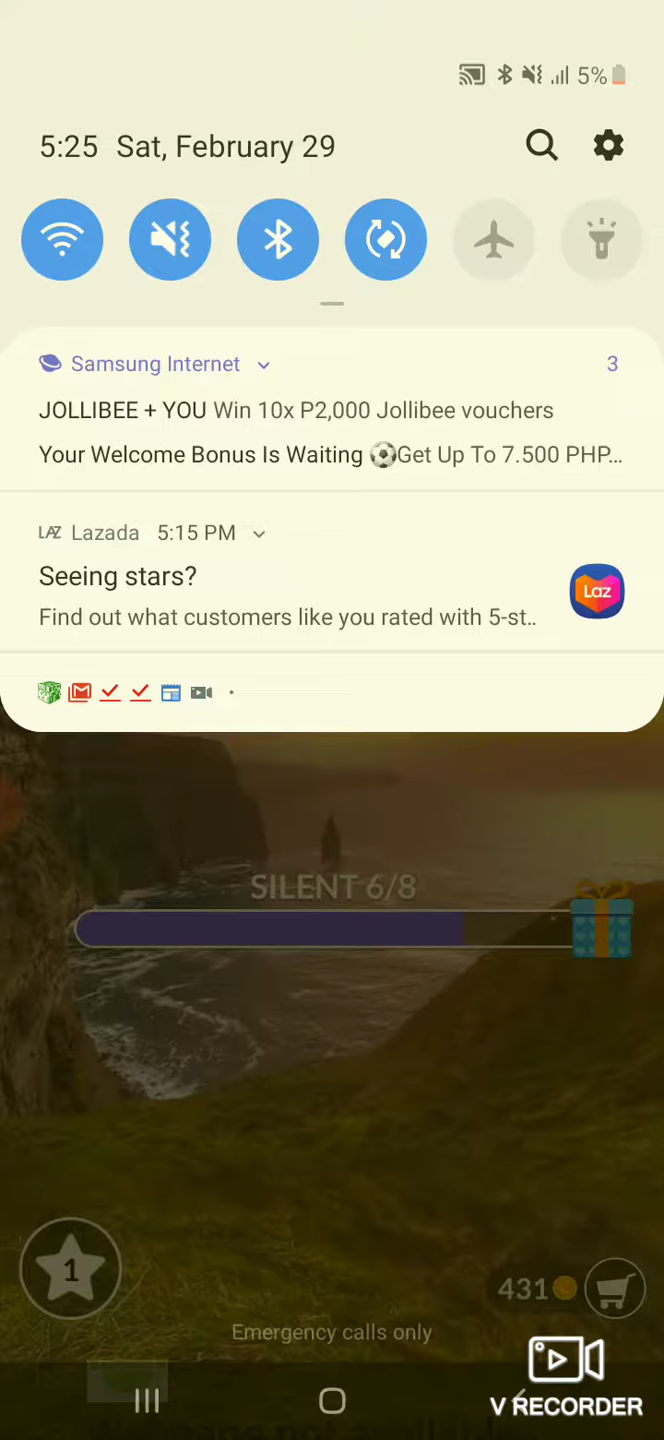 5%
5:25 Sat, February 29
Samsung Internet 3
JOLLIBEE + YOU Win 10x P2,000 Jollibee vouchers
Your Welcome Bonus Is Waiting ⚽Get Up To 7.500 PHP...
LAZ Lazada 5:15 PM
Seeing stars?
Laz
Find out what customers like you rated with 5-st..
SILENT 6/8
1
431
Emergency calls only
V RECORDER